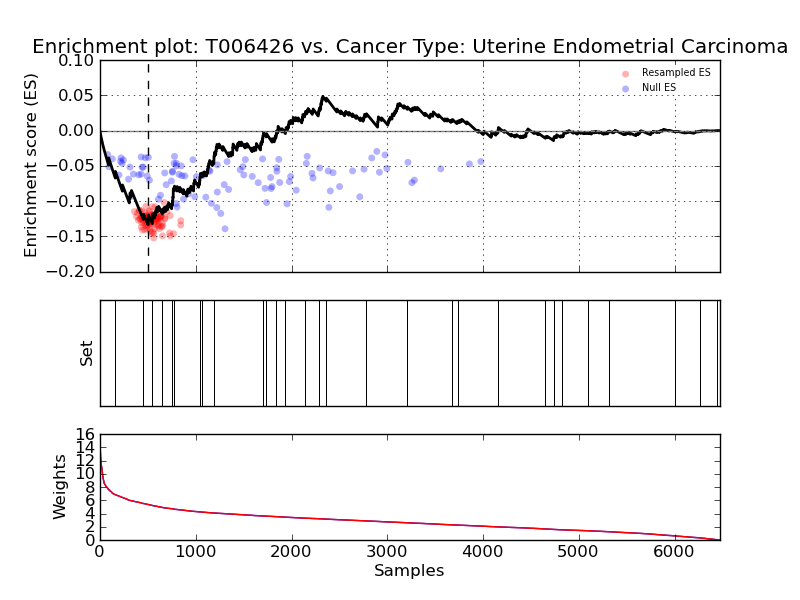 Enrichment plot: T006426 vs. Cancer Type: Uterine Endometrial Carcinoma
0.10
0.05
0.00
−0.05
−0.10
−0.15
−0.20
Enrichment score (ES)
Resampled ES
Null ES
Set
16
14
12
10
8
6
4
2
0
Weights
0 1000 2000 3000 4000 5000 6000
Samples